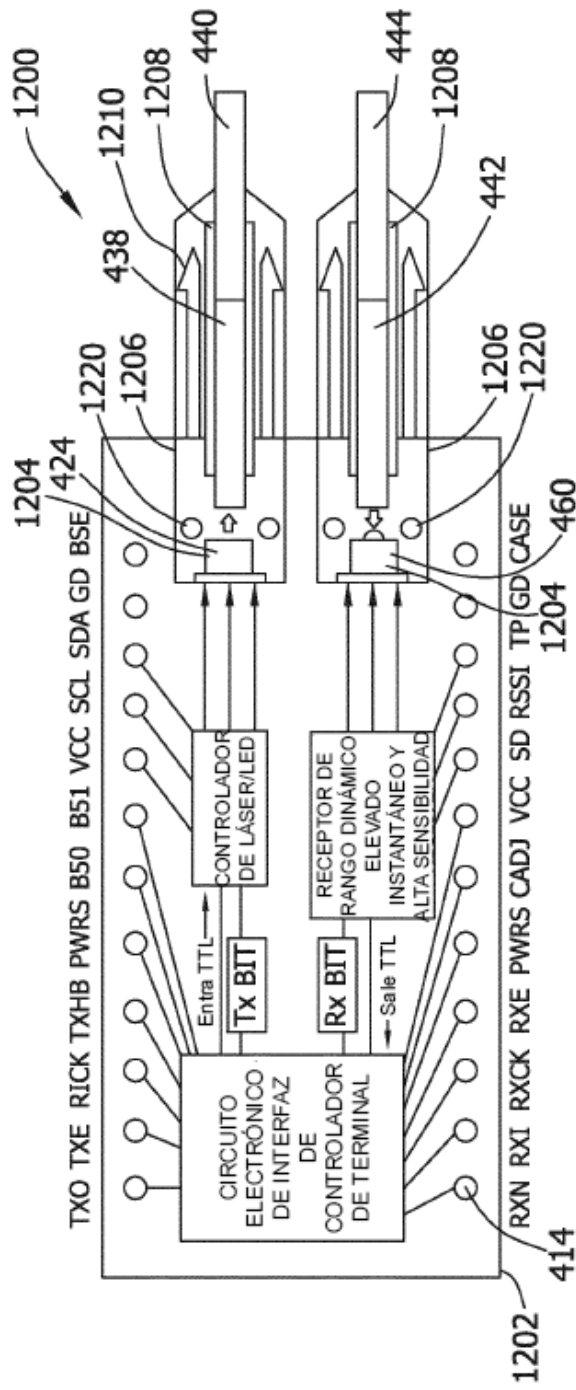 1200
1204
424
1220
1206
438
1210
1208
440
TXO TXE RICK TXHB PWRS B50 B51 VCC SCL SDA GD BSE
CIRCUITO
ELECTRÓNICO
DE INTERFAZ
DE
CONTROLADOR
DE TERMINAL
Entra TTL
Tx BIT
CONTROLADOR
DE LÁSER/LED
Rx BIT
Sale TTL
RECEPTOR DE
RANGO DINÁMICO
ELEVADO
INSTANTÁNEO Y
ALTA SENSIBILIDAD
RXN RXI RXCK RXE PWRS CADJ VCC SD RSSI TP GD CASE
1202
414
1204
460
1220
1206
442
1208
444